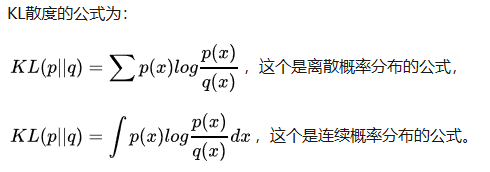 KL散度的公式为：
KL(p||q) = ∑ p(x)log p(x)/q(x) ，这个是离散概率分布的公式，
KL(p||q) = ∫ p(x)log p(x)/q(x) dx ，这个是连续概率分布的公式。